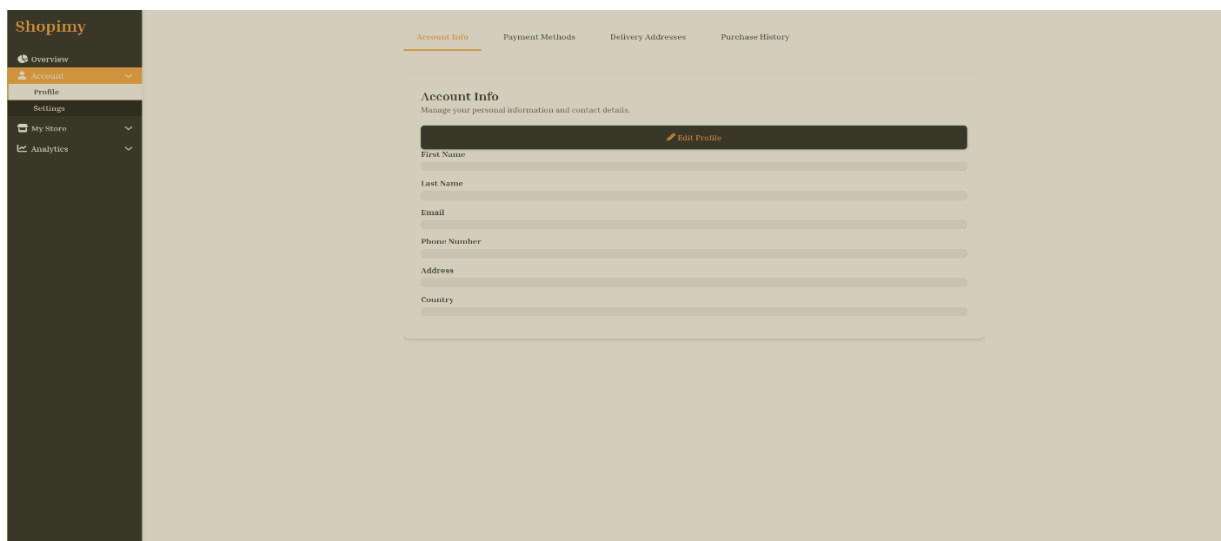 Shopimy
Overview
Account
Profile
Settings
My Store
Analytics
Account Info
Payment Methods
Delivery Addresses
Purchase History
Account Info
Manage your personal information and contact details.
Edit Profile
First Name
Last Name
Email
Phone Number
Address
Country